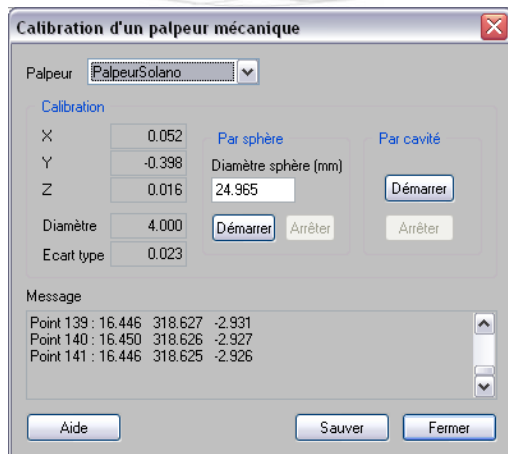 Calibration d'un palpeur mécanique
Palpeur PalpeurSolano
Calibration
X 0.052
Y -0.398
Z 0.016
Diamètre 4.000
Ecart type 0.023
Par sphère
Diamètre sphère (mm)
24.965
Démarrer Arrêter
Par cavité
Démarrer
Arrêter
Message
Point 139 : 16.446 318.627 -2.931
Point 140 : 16.450 318.626 -2.927
Point 141 : 16.446 318.625 -2.926
Aide Sauver Fermer